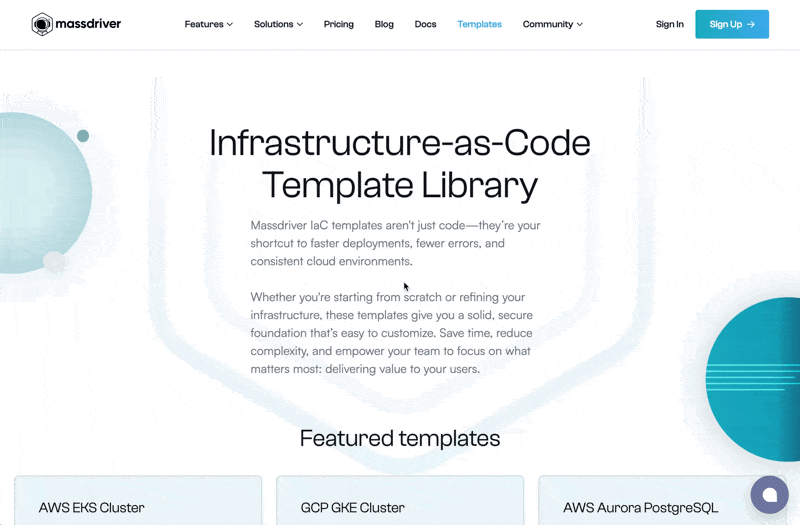 massdriver Features Solutions Pricing Blog Docs Templates Community Sign In Sign Up →
Infrastructure-as-Code
Template Library
Massdriver IaC templates aren't just code—they're your
shortcut to faster deployments, fewer errors, and
consistent cloud environments.
Whether you're starting from scratch or refining your
infrastructure, these templates give you a solid, secure
foundation that's easy to customize. Save time, reduce
complexity, and empower your team to focus on what
matters most: delivering value to your users.
Featured templates
AWS EKS Cluster GCP GKE Cluster AWS Aurora PostgreSQL